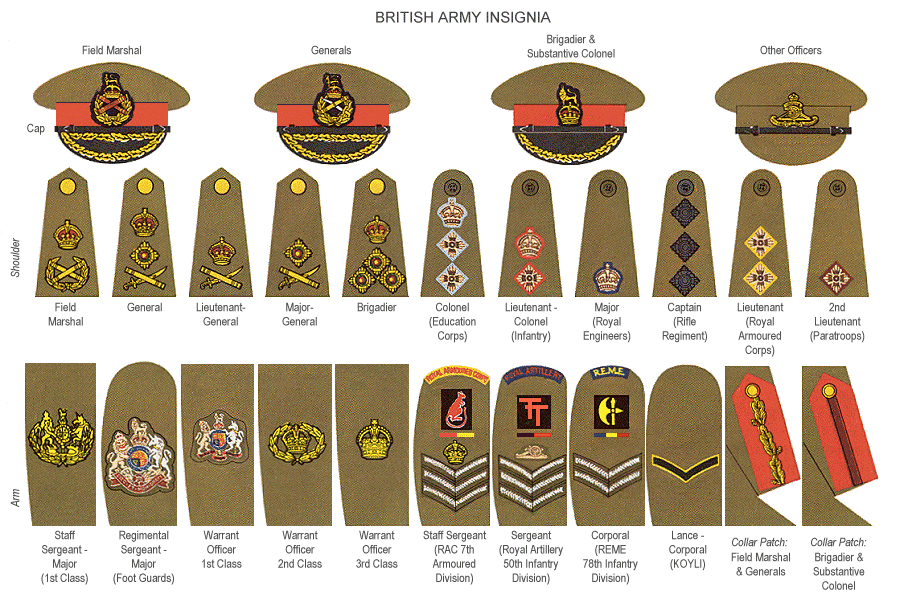 BRITISH ARMY INSIGNIA
Field Marshal
Generals
Brigadier &
Substantive Colonel
Other Officers
Cap
Shoulder
Field
Marshal
General
Lieutenant-
General
Major-
General
Brigadier
Colonel
(Education
Corps)
Lieutenant -
Colonel
(Infantry)
Major
(Royal
Engineers)
Captain
(Rifle
Regiment)
Lieutenant
(Royal
Armoured
Corps)
2nd
Lieutenant
(Paratroops)
ROYAL ARMOURED CORPS
ROYAL ARTILLERY
R.E.M.E.
TT
Arm
Staff
Sergeant -
Major
(1st Class)
Regimental
Sergeant -
Major
(Foot Guards)
Warrant
Officer
1st Class
Warrant
Officer
2nd Class
Warrant
Officer
3rd Class
Staff Sergeant
(RAC 7th
Armoured
Division)
Sergeant
(Royal Artillery
50th Infantry
Division)
Corporal
(REME
78th Infantry
Division)
Lance -
Corporal
(KOYLI)
Collar Patch:
Field Marshal
& Generals
Collar Patch:
Brigadier &
Substantive
Colonel